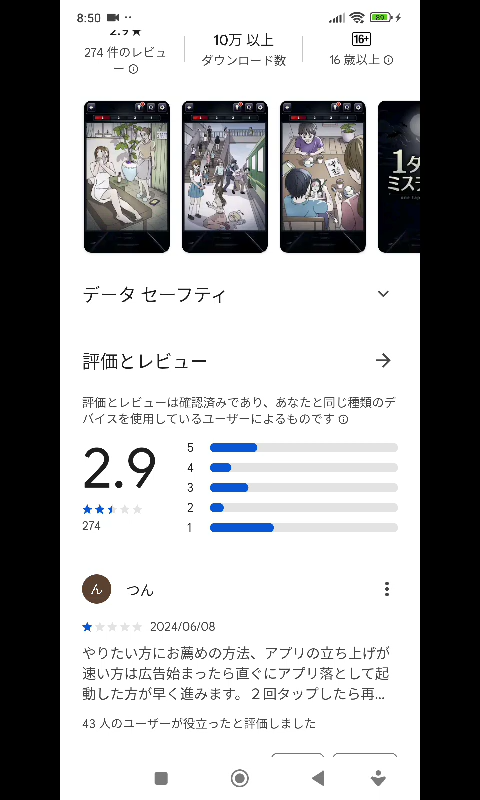 8:50
89
2.9★
274 件のレビュ
ー
10万 以上
ダウンロード数
16+
16 歳以上
1タ
ミス
データ セーフティ
評価とレビュー
評価とレビューは確認済みであり、あなたと同じ種類のデ
バイスを使用しているユーザーによるものです
2.9
274
5
4
3
2
1
ん
つん
2024/06/08
やりたい方にお薦めの方法、アプリの立ち上げが
速い方は広告始まったら直ぐにアプリ落として起
動した方が早く進みます。２回タップしたら再...
43 人のユーザーが役立ったと評価しました